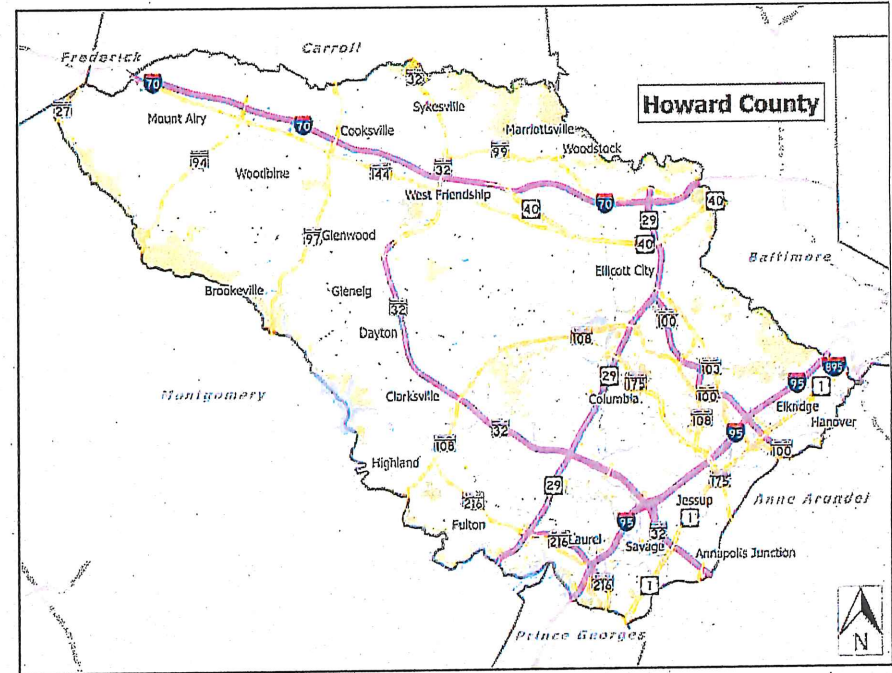 Carroll
Frederick
32
70
27
Sykesville
Howard County
Mount Airy
70
Cooksville
Marriottsville
94
99
Woodstock
144
32
Woodbine
West Friendship
40
70
40
29
97
Glenwood
40
Baltimore
Ellicott City
Brookeville
Glenelg
32
100
Dayton
108
895
103
Montgomery
29
175
95
1
Clarksville
Columbia
100
Elkridge
108
Hanover
32
95
108
100
Highland
175
29
Anne Arundel
216
Jessup
1
Fulton
95
216
Laurel
32
Savage
Annapolis Junction
216
1
Prince Georges
N